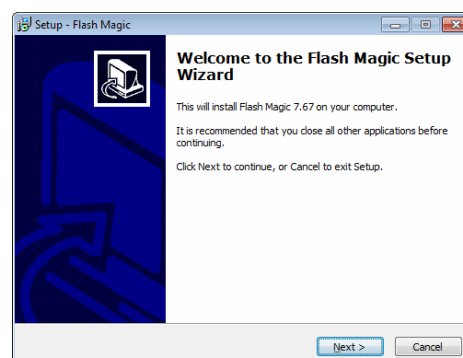 Setup - Flash Magic
Welcome to the Flash Magic Setup
Wizard
This will install Flash Magic 7.67 on your computer.
It is recommended that you close all other applications before
continuing.
Click Next to continue, or Cancel to exit Setup.
Next >
Cancel